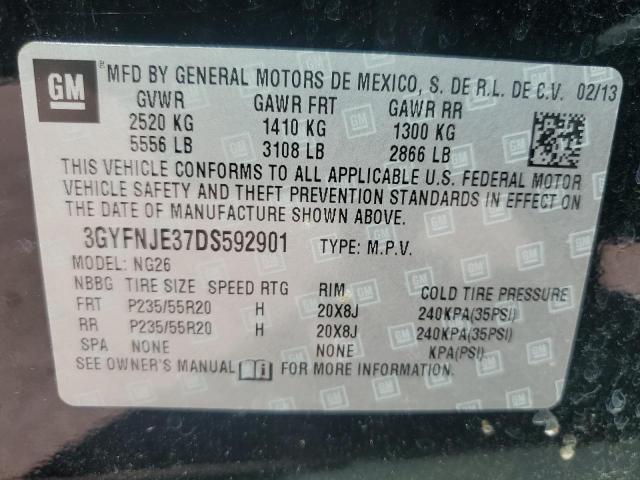 GM MFD BY GENERAL MOTORS DE MEXICO, S. DE R.L. DE C.V. 02/13
GVWR GAWR FRT GAWR RR
2520 KG 1410 KG 1300 KG
5556 LB 3108 LB 2866 LB
THIS VEHICLE CONFORMS TO ALL APPLICABLE U.S. FEDERAL MOTOR
VEHICLE SAFETY AND THEFT PREVENTION STANDARDS IN EFFECT ON
THE DATE OF MANUFACTURE SHOWN ABOVE.
3GYFNJE37DS592901 TYPE: M.P.V.
MODEL: NG26
NBBG TIRE SIZE SPEED RTG RIM COLD TIRE PRESSURE
FRT P235/55R20 H 20X8J 240KPA(35PSI)
RR P235/55R20 H 20X8J 240KPA(35PSI)
SPA NONE NONE KPA(PSI)
SEE OWNER'S MANUAL i FOR MORE INFORMATION.